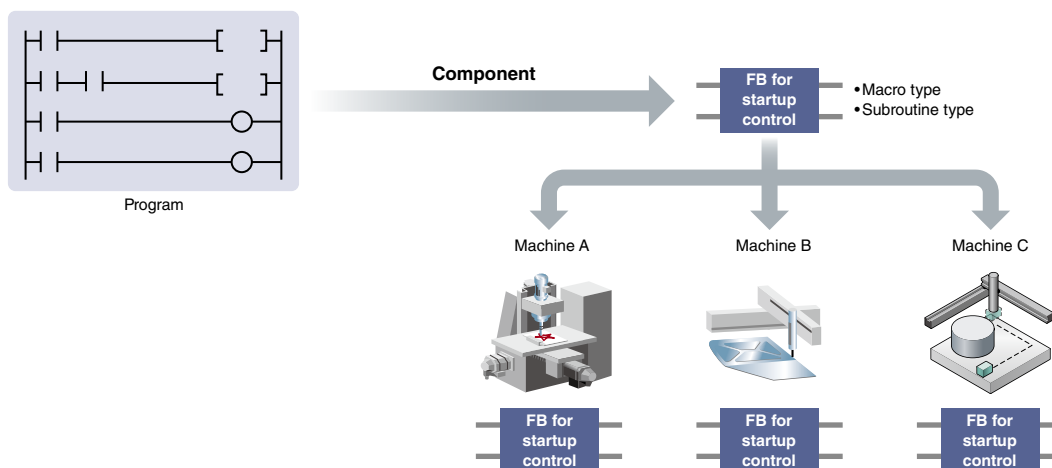 Component
FB for
startup
control
•Macro type
•Subroutine type
Program
Machine A
Machine B
Machine C
FB for
startup
control
FB for
startup
control
FB for
startup
control